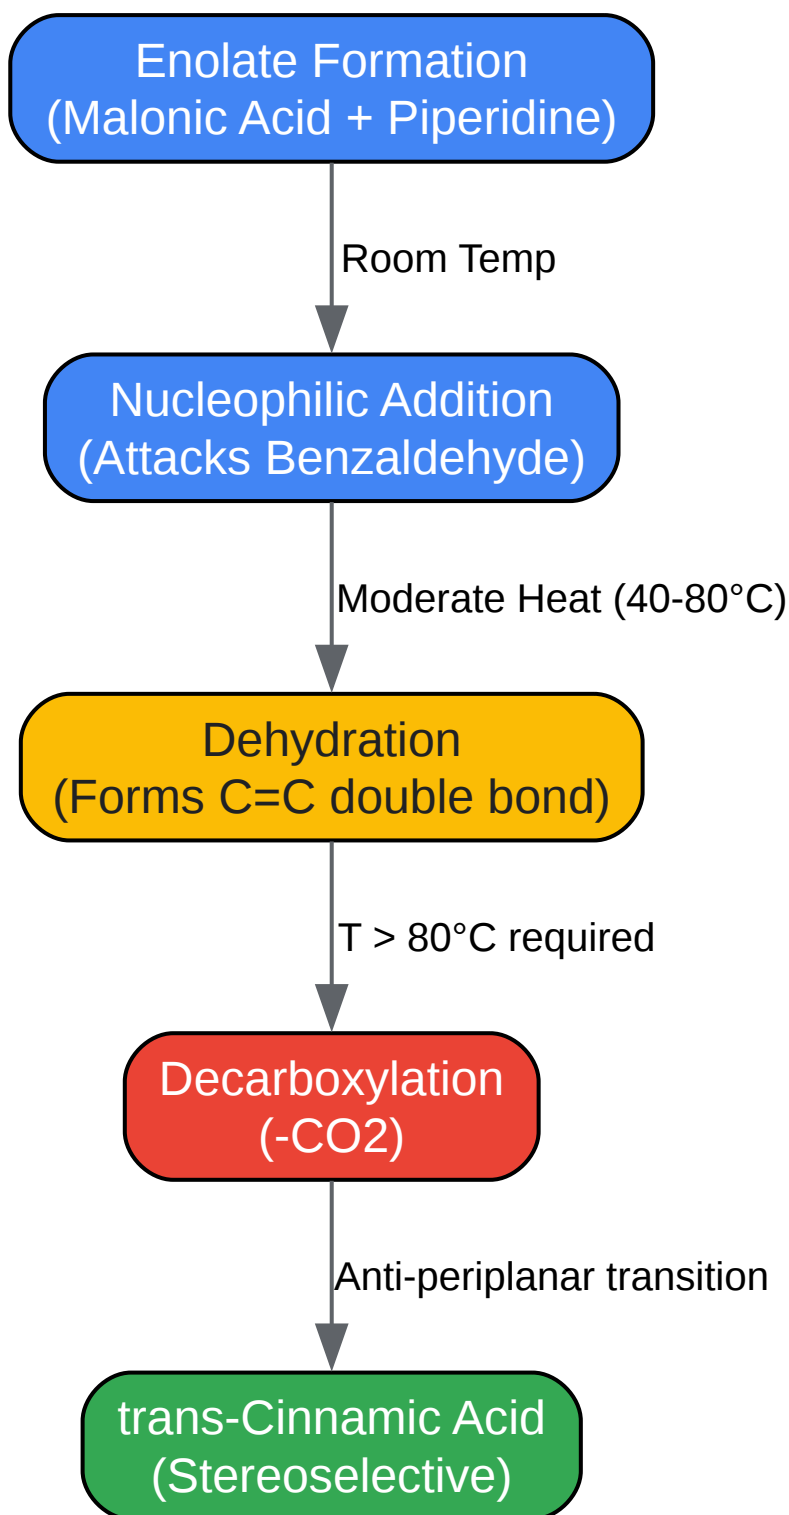 Enolate Formation
(Malonic Acid + Piperidine)
Room Temp
Nucleophilic Addition
(Attacks Benzaldehyde)
Moderate Heat (40-80°C)
Dehydration
(Forms C=C double bond)
T > 80°C required
Decarboxylation
(-CO2)
Anti-periplanar transition
trans-Cinnamic Acid
(Stereoselective)